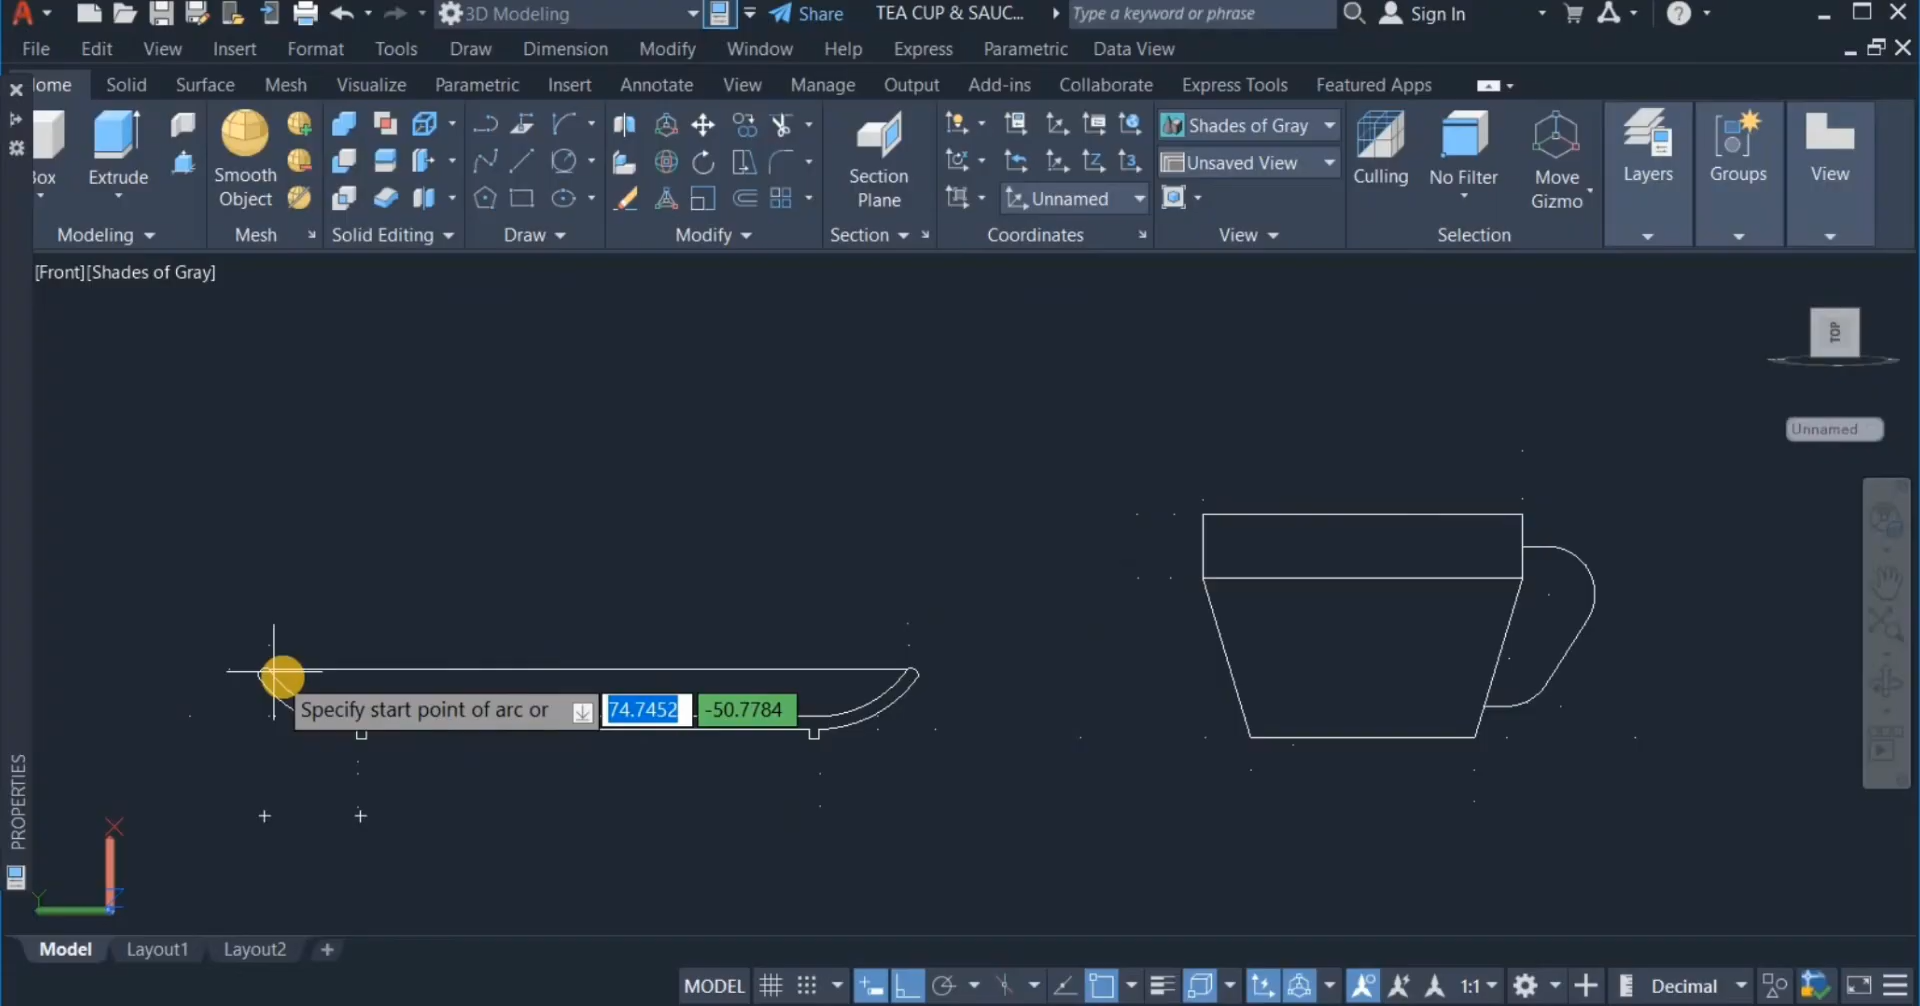 3D Modeling
Share
TEA CUP & SAUC...
Type a keyword or phrase
Sign In
File Edit View Insert Format Tools Draw Dimension Modify Window Help Express Parametric Data View
ome Solid Surface Mesh Visualize Parametric Insert Annotate View Manage Output Add-ins Collaborate Express Tools Featured Apps
ox
Extrude
Smooth
Object
Section
Plane
Shades of Gray
Unsaved View
Unnamed
Culling
No Filter
Move
Gizmo
Layers
Groups
View
Modeling
Mesh
Solid Editing
Draw
Modify
Section
Coordinates
View
Selection
[Front][Shades of Gray]
TOP
Unnamed
Specify start point of arc or 74.7452 -50.7784
PROPERTIES
X
Y
Z
Model Layout1 Layout2 +
MODEL 1:1 Decimal